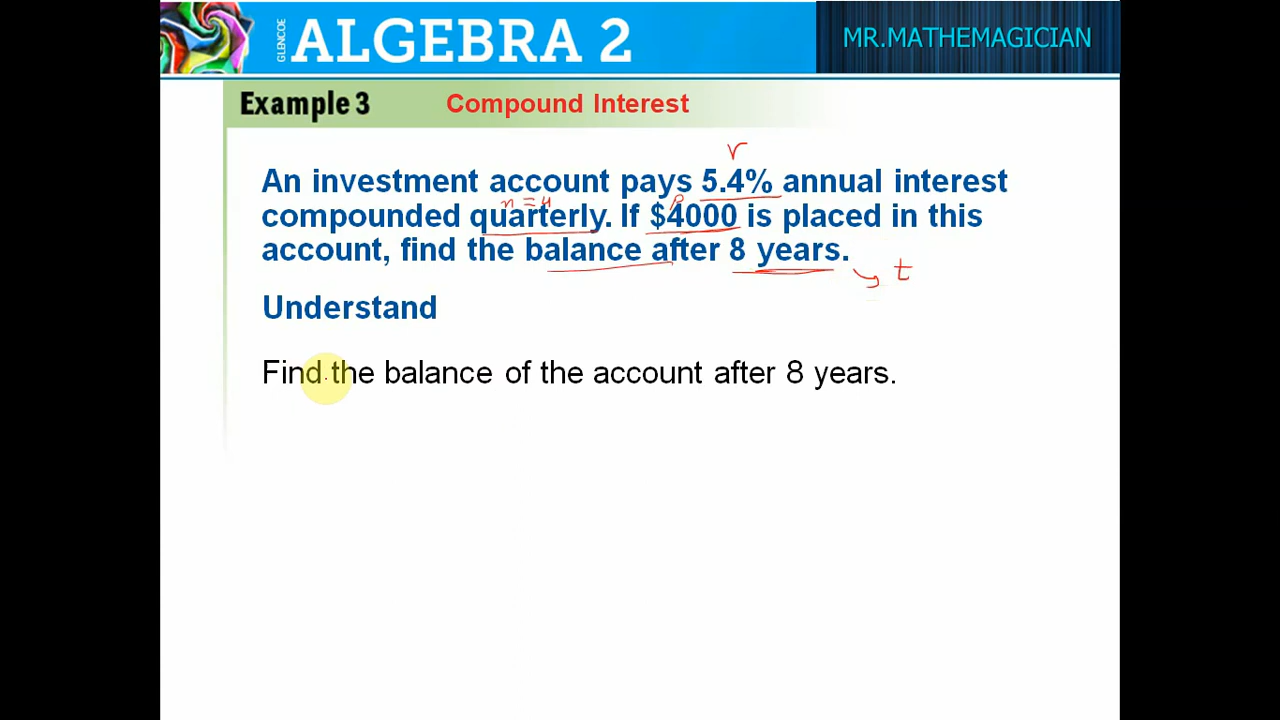 GLENCOE ALGEBRA 2 MR.MATHEMAGICIAN
Example 3 Compound Interest
r
An investment account pays 5.4% annual interest
n = 4 P
compounded quarterly. If $4000 is placed in this
account, find the balance after 8 years.
t
Understand
Find the balance of the account after 8 years.